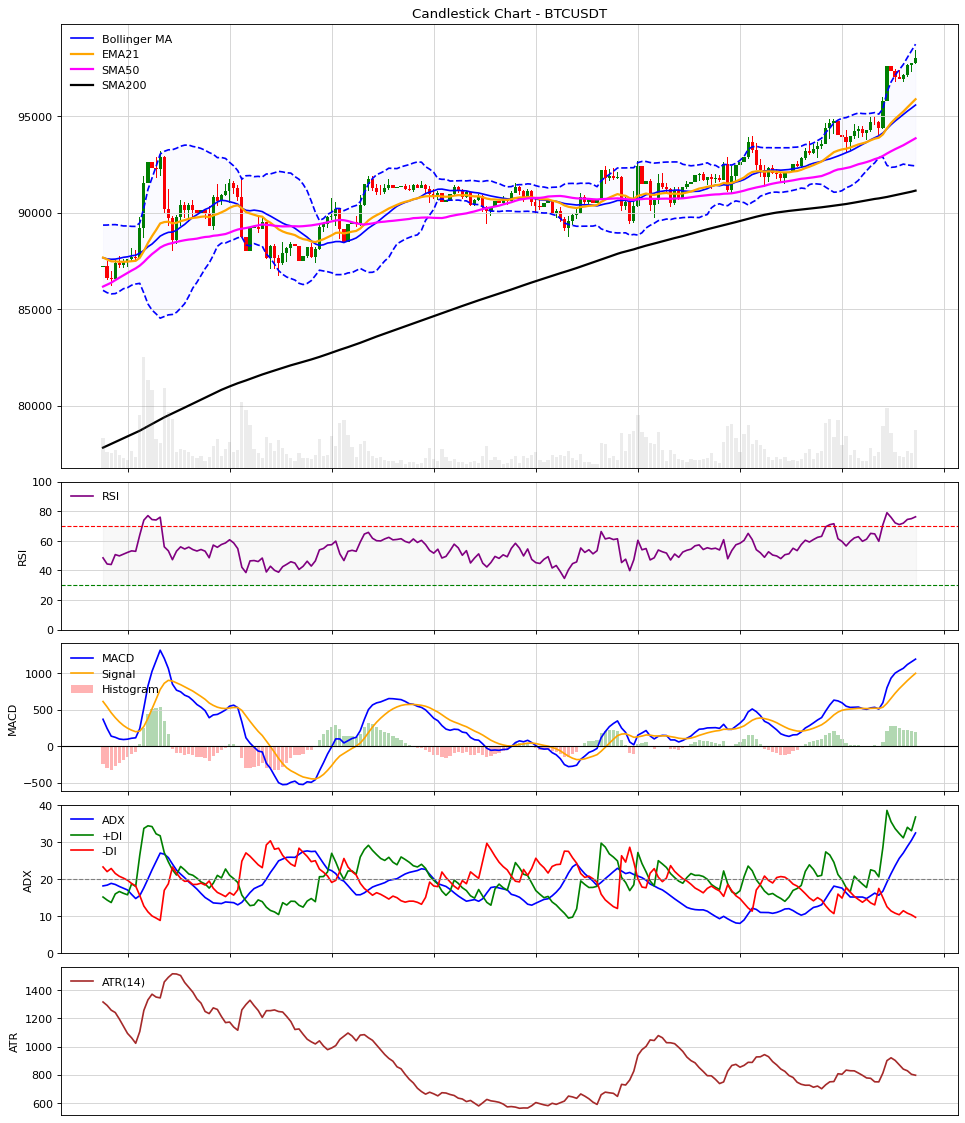 Candlestick Chart - BTCUSDT
Bollinger MA
EMA21
SMA50
SMA200
95000
90000
85000
80000
RSI
RSI
100
80
60
40
20
0
MACD
Signal
Histogram
MACD
1000
500
0
−500
ADX
+DI
-DI
ADX
40
30
20
10
0
ATR(14)
ATR
1400
1200
1000
800
600